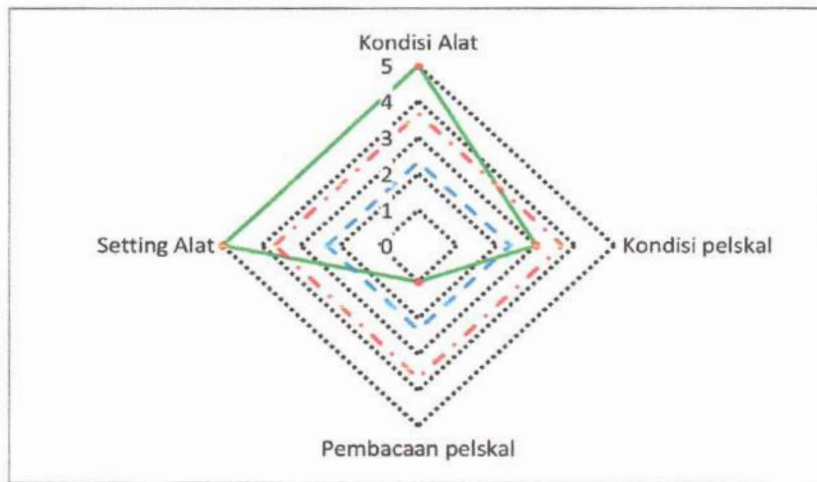 Kondisi Alat
5
4
3
2
1
0
Setting Alat
Kondisi pelskal
Pembacaan pelskal